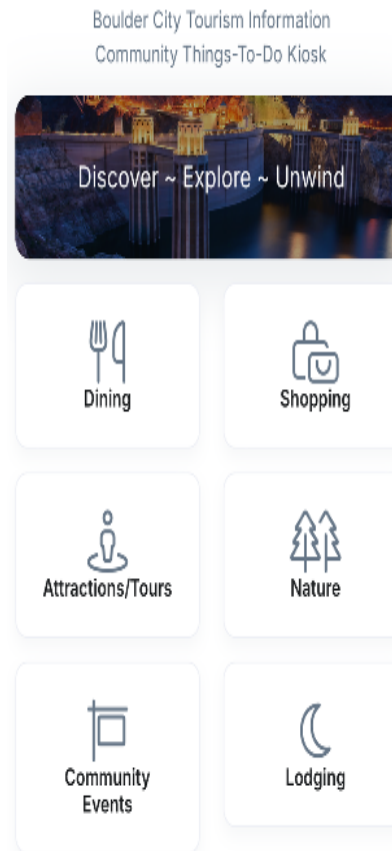 Boulder City Tourism Information
Community Things-To-Do Kiosk
Discover ~ Explore ~ Unwind
Dining
Shopping
Attractions/Tours
Nature
Community
Events
Lodging